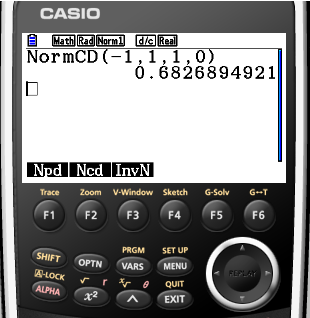 CASIO
Math Rad Norm1 d/c Real
NormCD(-1,1,1,0)
0.6826894921
Npd Ncd InvN
Trace Zoom V-Window Sketch G-Solv G↔T
F1 F2 F3 F4 F5 F6
PRGM SET UP
SHIFT OPTN VARS MENU
A-LOCK √ r ˣ√ θ QUIT
ALPHA x² ^ EXIT
REPLAY